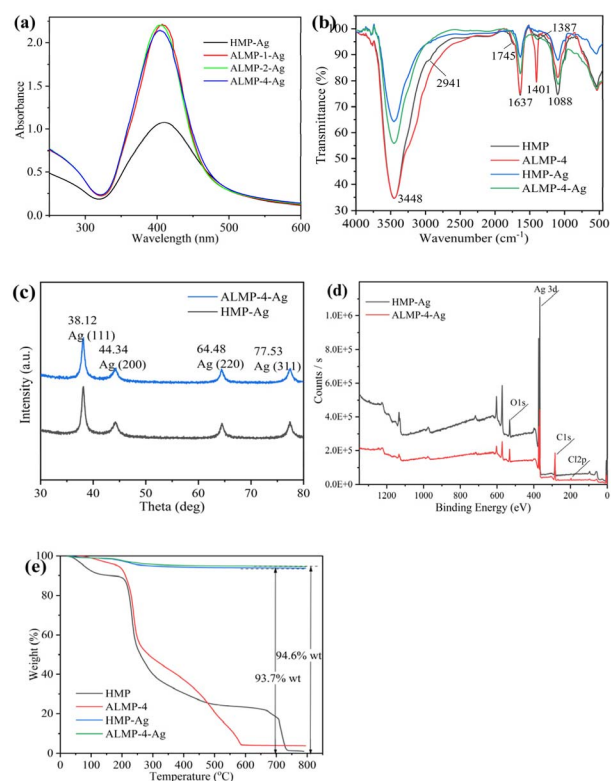 (a)
HMP-Ag
ALMP-1-Ag
ALMP-2-Ag
ALMP-4-Ag
Absorbance
2.0
1.5
1.0
0.5
0.0
300 400 500 600
Wavelength (nm)
(b)
1387
1745
2941
1637
1401
1088
3448
HMP
ALMP-4
HMP-Ag
ALMP-4-Ag
Transmittance (%)
100
90
80
70
60
50
40
30
4000 3500 3000 2500 2000 1500 1000 500
Wavenumber (cm-1)
(c)
ALMP-4-Ag
HMP-Ag
38.12
Ag (111)
44.34
Ag (200)
64.48
Ag (220)
77.53
Ag (311)
Intensity (a.u.)
30 40 50 60 70 80
Theta (deg)
(d)
HMP-Ag
ALMP-4-Ag
Ag 3d
O1s
C1s
Cl2p
Counts / s
1.0E+6
8.0E+5
6.0E+5
4.0E+5
2.0E+5
0.0E+0
1200 1000 800 600 400 200 0
Binding Energy (eV)
(e)
94.6% wt
93.7% wt
HMP
ALMP-4
HMP-Ag
ALMP-4-Ag
Weight (%)
100
80
60
40
20
0
0 100 200 300 400 500 600 700 800
Temperature (°C)